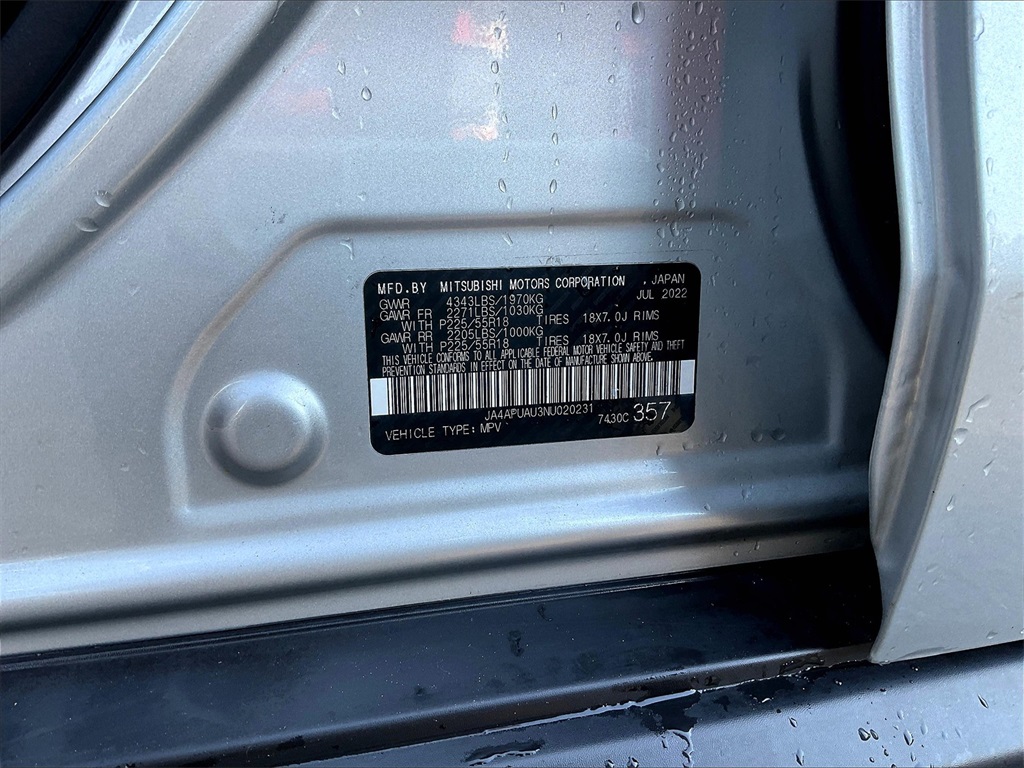 MFD.BY MITSUBISHI MOTORS CORPORATION . JAPAN
GVWR 4343LBS/1970KG JUL 2022
GAWR FR 2271LBS/1030KG
WITH P225/55R18 TIRES 18X7.0J RIMS
GAWR RR 2205LBS/1000KG
WITH P225/55R18 TIRES 18X7.0J RIMS
THIS VEHICLE CONFORMS TO ALL APPLICABLE FEDERAL MOTOR VEHICLE SAFETY AND THEFT
PREVENTION STANDARDS IN EFFECT ON THE DATE OF MANUFACTURE SHOWN ABOVE.
JA4APUAU3NU020231 7430C 357
VEHICLE TYPE: MPV